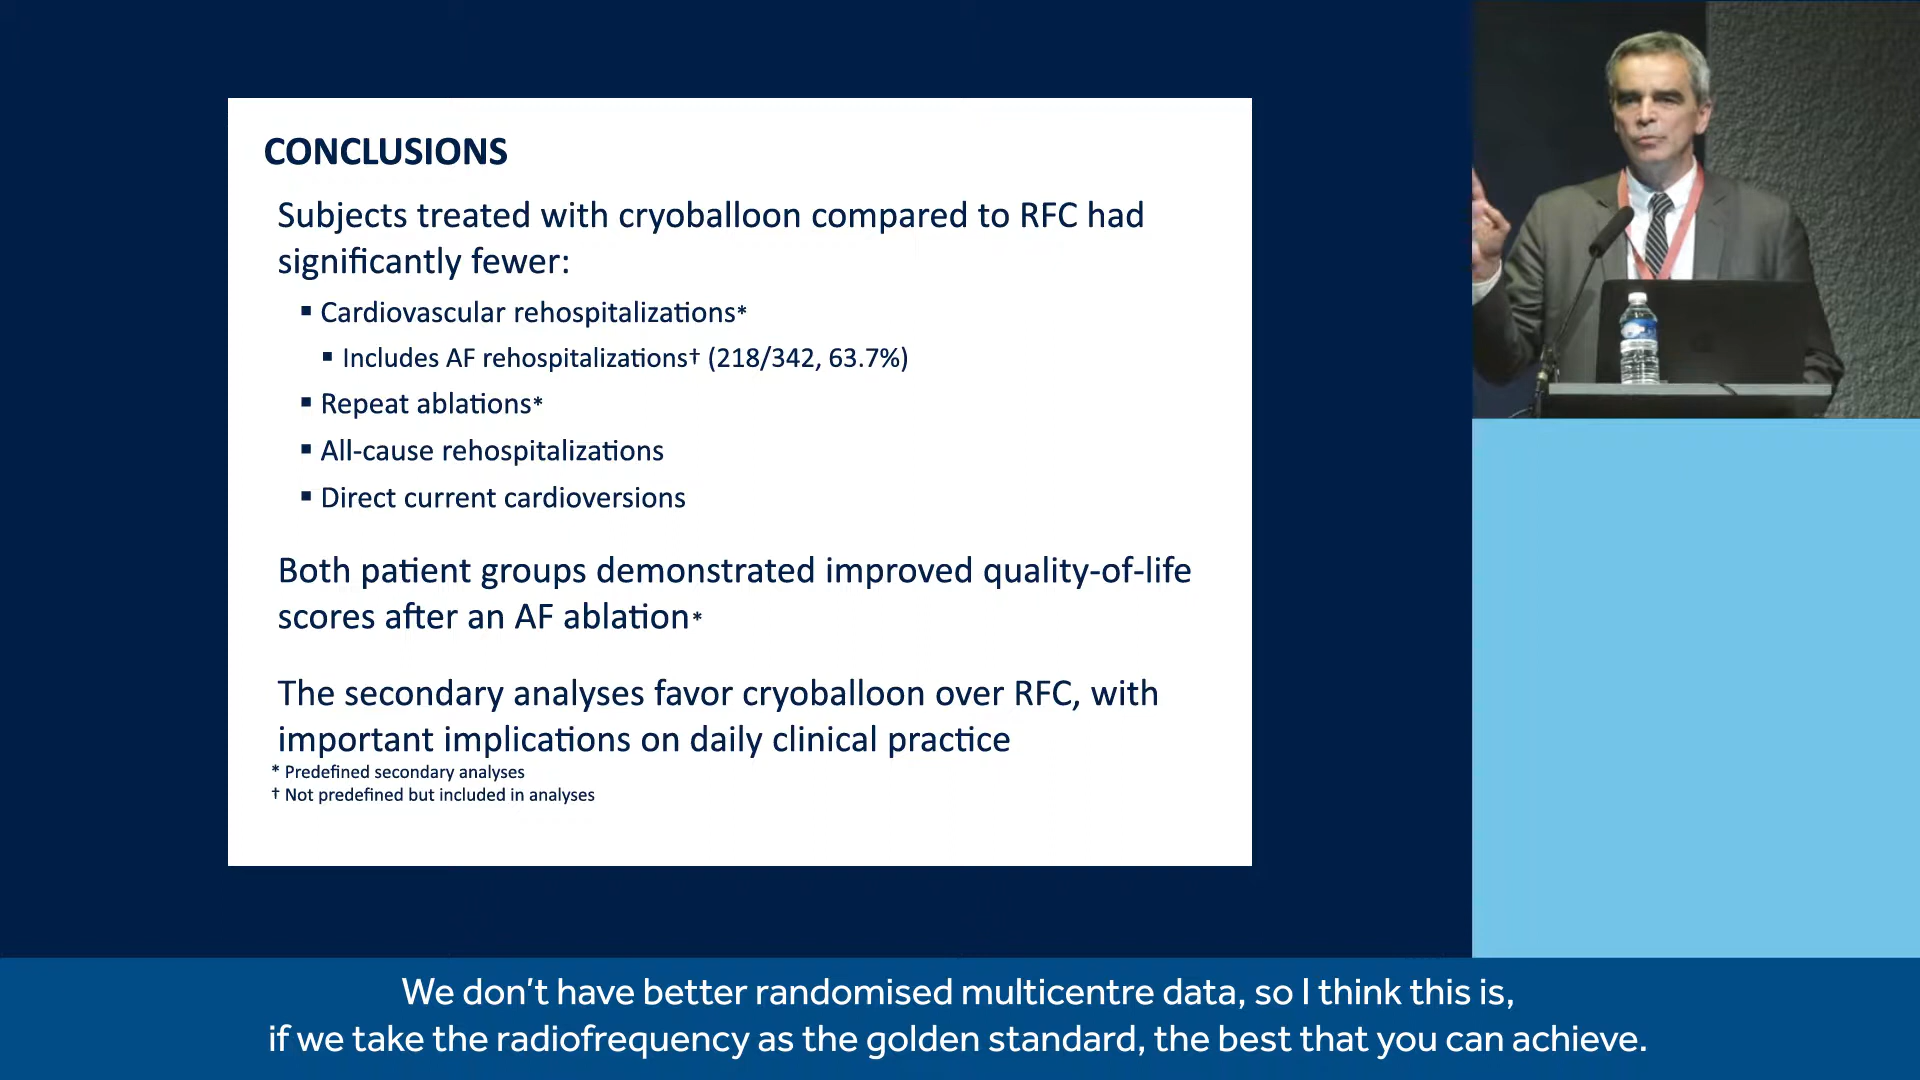 CONCLUSIONS
Subjects treated with cryoballoon compared to RFC had
significantly fewer:
▪ Cardiovascular rehospitalizations*
▪ Includes AF rehospitalizations† (218/342, 63.7%)
▪ Repeat ablations*
▪ All-cause rehospitalizations
▪ Direct current cardioversions
Both patient groups demonstrated improved quality-of-life
scores after an AF ablation*
The secondary analyses favor cryoballoon over RFC, with
important implications on daily clinical practice
* Predefined secondary analyses
† Not predefined but included in analyses
We don't have better randomised multicentre data, so I think this is,
if we take the radiofrequency as the golden standard, the best that you can achieve.